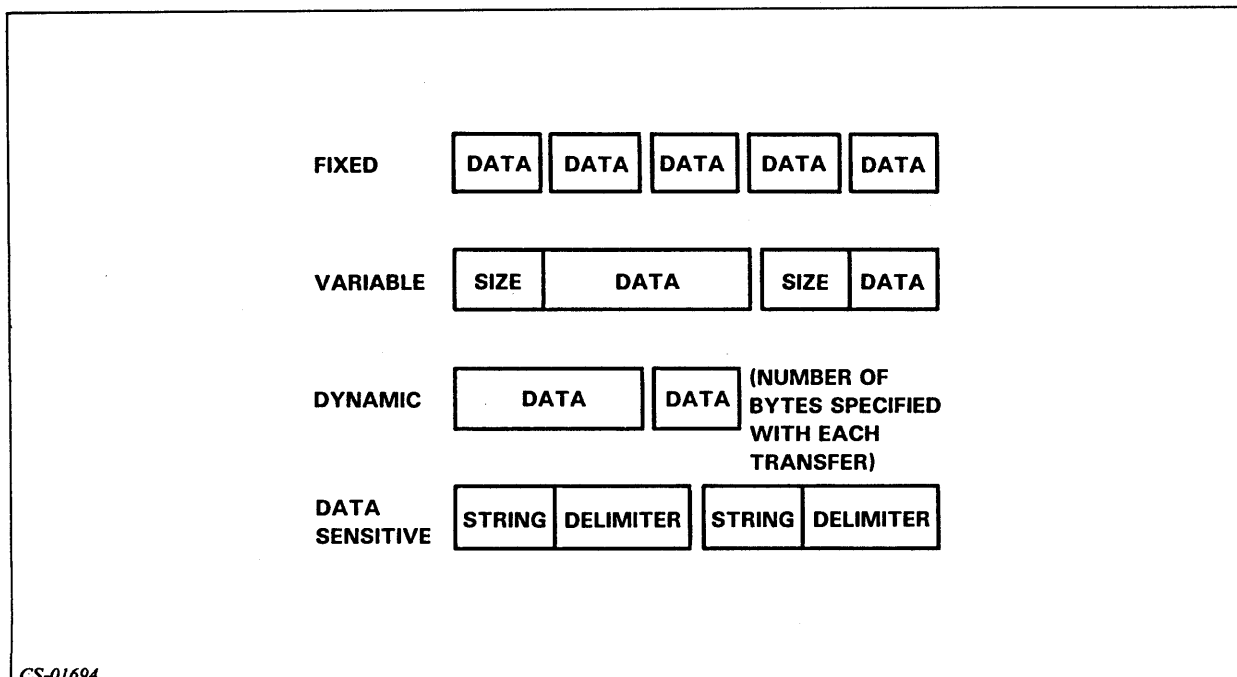 FIXED DATA DATA DATA DATA DATA
VARIABLE SIZE DATA SIZE DATA
DYNAMIC DATA DATA (NUMBER OF
BYTES SPECIFIED
WITH EACH
TRANSFER)
DATA
SENSITIVE STRING DELIMITER STRING DELIMITER
CS-01694